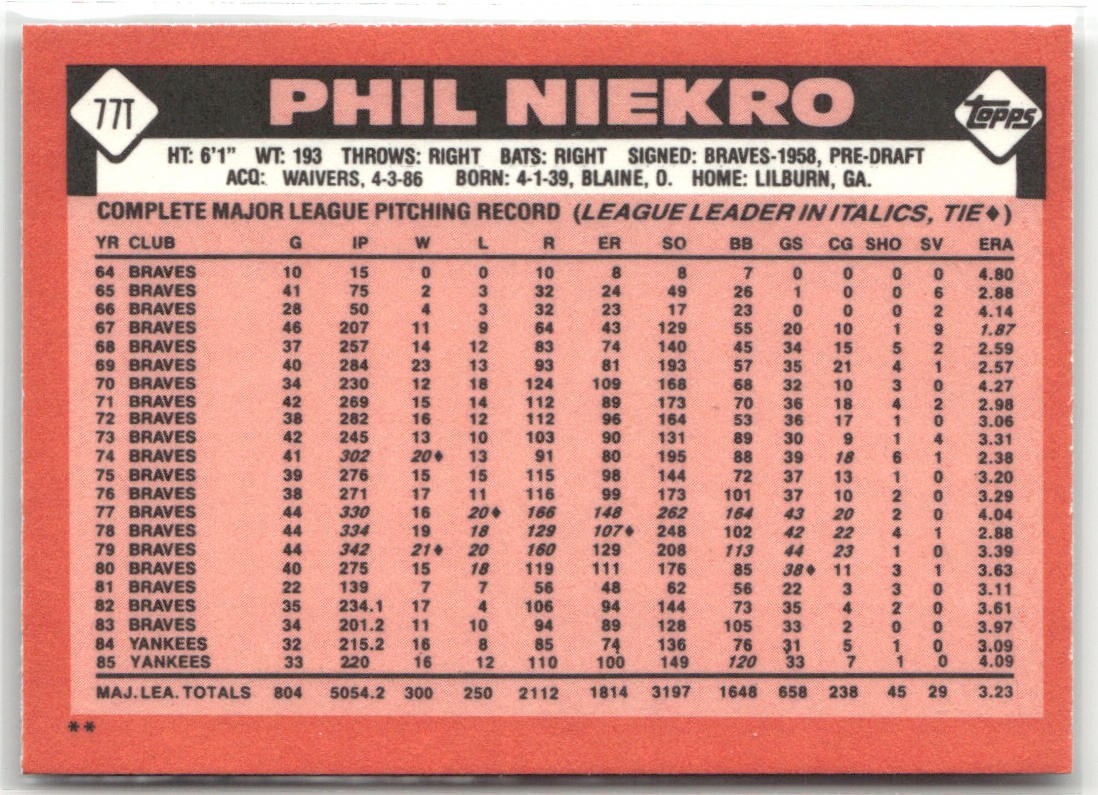 77T PHIL NIEKRO topps
HT: 6'1" WT: 193 THROWS: RIGHT BATS: RIGHT SIGNED: BRAVES-1958, PRE-DRAFT
ACQ: WAIVERS, 4-3-86 BORN: 4-1-39, BLAINE, O. HOME: LILBURN, GA.
COMPLETE MAJOR LEAGUE PITCHING RECORD (LEAGUE LEADER IN ITALICS, TIE♦)
YR CLUB G IP W L R ER SO BB GS CG SHO SV ERA
64 BRAVES 10 15 0 0 10 8 8 7 0 0 0 0 4.80
65 BRAVES 41 75 2 3 32 24 49 26 1 0 0 6 2.88
66 BRAVES 28 50 4 3 32 23 17 23 0 0 0 2 4.14
67 BRAVES 46 207 11 9 64 43 129 55 20 10 1 9 1.87
68 BRAVES 37 257 14 12 83 74 140 45 34 15 5 2 2.59
69 BRAVES 40 284 23 13 93 81 193 57 35 21 4 1 2.57
70 BRAVES 34 230 12 18 124 109 168 68 32 10 3 0 4.27
71 BRAVES 42 269 15 14 112 89 173 70 36 18 4 2 2.98
72 BRAVES 38 282 16 12 112 96 164 53 36 17 1 0 3.06
73 BRAVES 42 245 13 10 103 90 131 89 30 9 1 4 3.31
74 BRAVES 41 302 20♦ 13 91 80 195 88 39 18 6 1 2.38
75 BRAVES 39 276 15 15 115 98 144 72 37 13 1 0 3.20
76 BRAVES 38 271 17 11 116 99 173 101 37 10 2 0 3.29
77 BRAVES 44 330 16 20♦ 166 148 262 164 43 20 2 0 4.04
78 BRAVES 44 334 19 18 129 107♦ 248 102 42 22 4 1 2.88
79 BRAVES 44 342 21♦ 20 160 129 208 113 44 23 1 0 3.39
80 BRAVES 40 275 15 18 119 111 176 85 38♦ 11 3 1 3.63
81 BRAVES 22 139 7 7 56 48 62 56 22 3 3 0 3.11
82 BRAVES 35 234.1 17 4 106 94 144 73 35 4 2 0 3.61
83 BRAVES 34 201.2 11 10 94 89 128 105 33 2 0 0 3.97
84 YANKEES 32 215.2 16 8 85 74 136 76 31 5 1 0 3.09
85 YANKEES 33 220 16 12 110 100 149 120 33 7 1 0 4.09
MAJ. LEA. TOTALS 804 5054.2 300 250 2112 1814 3197 1648 658 238 45 29 3.23
**